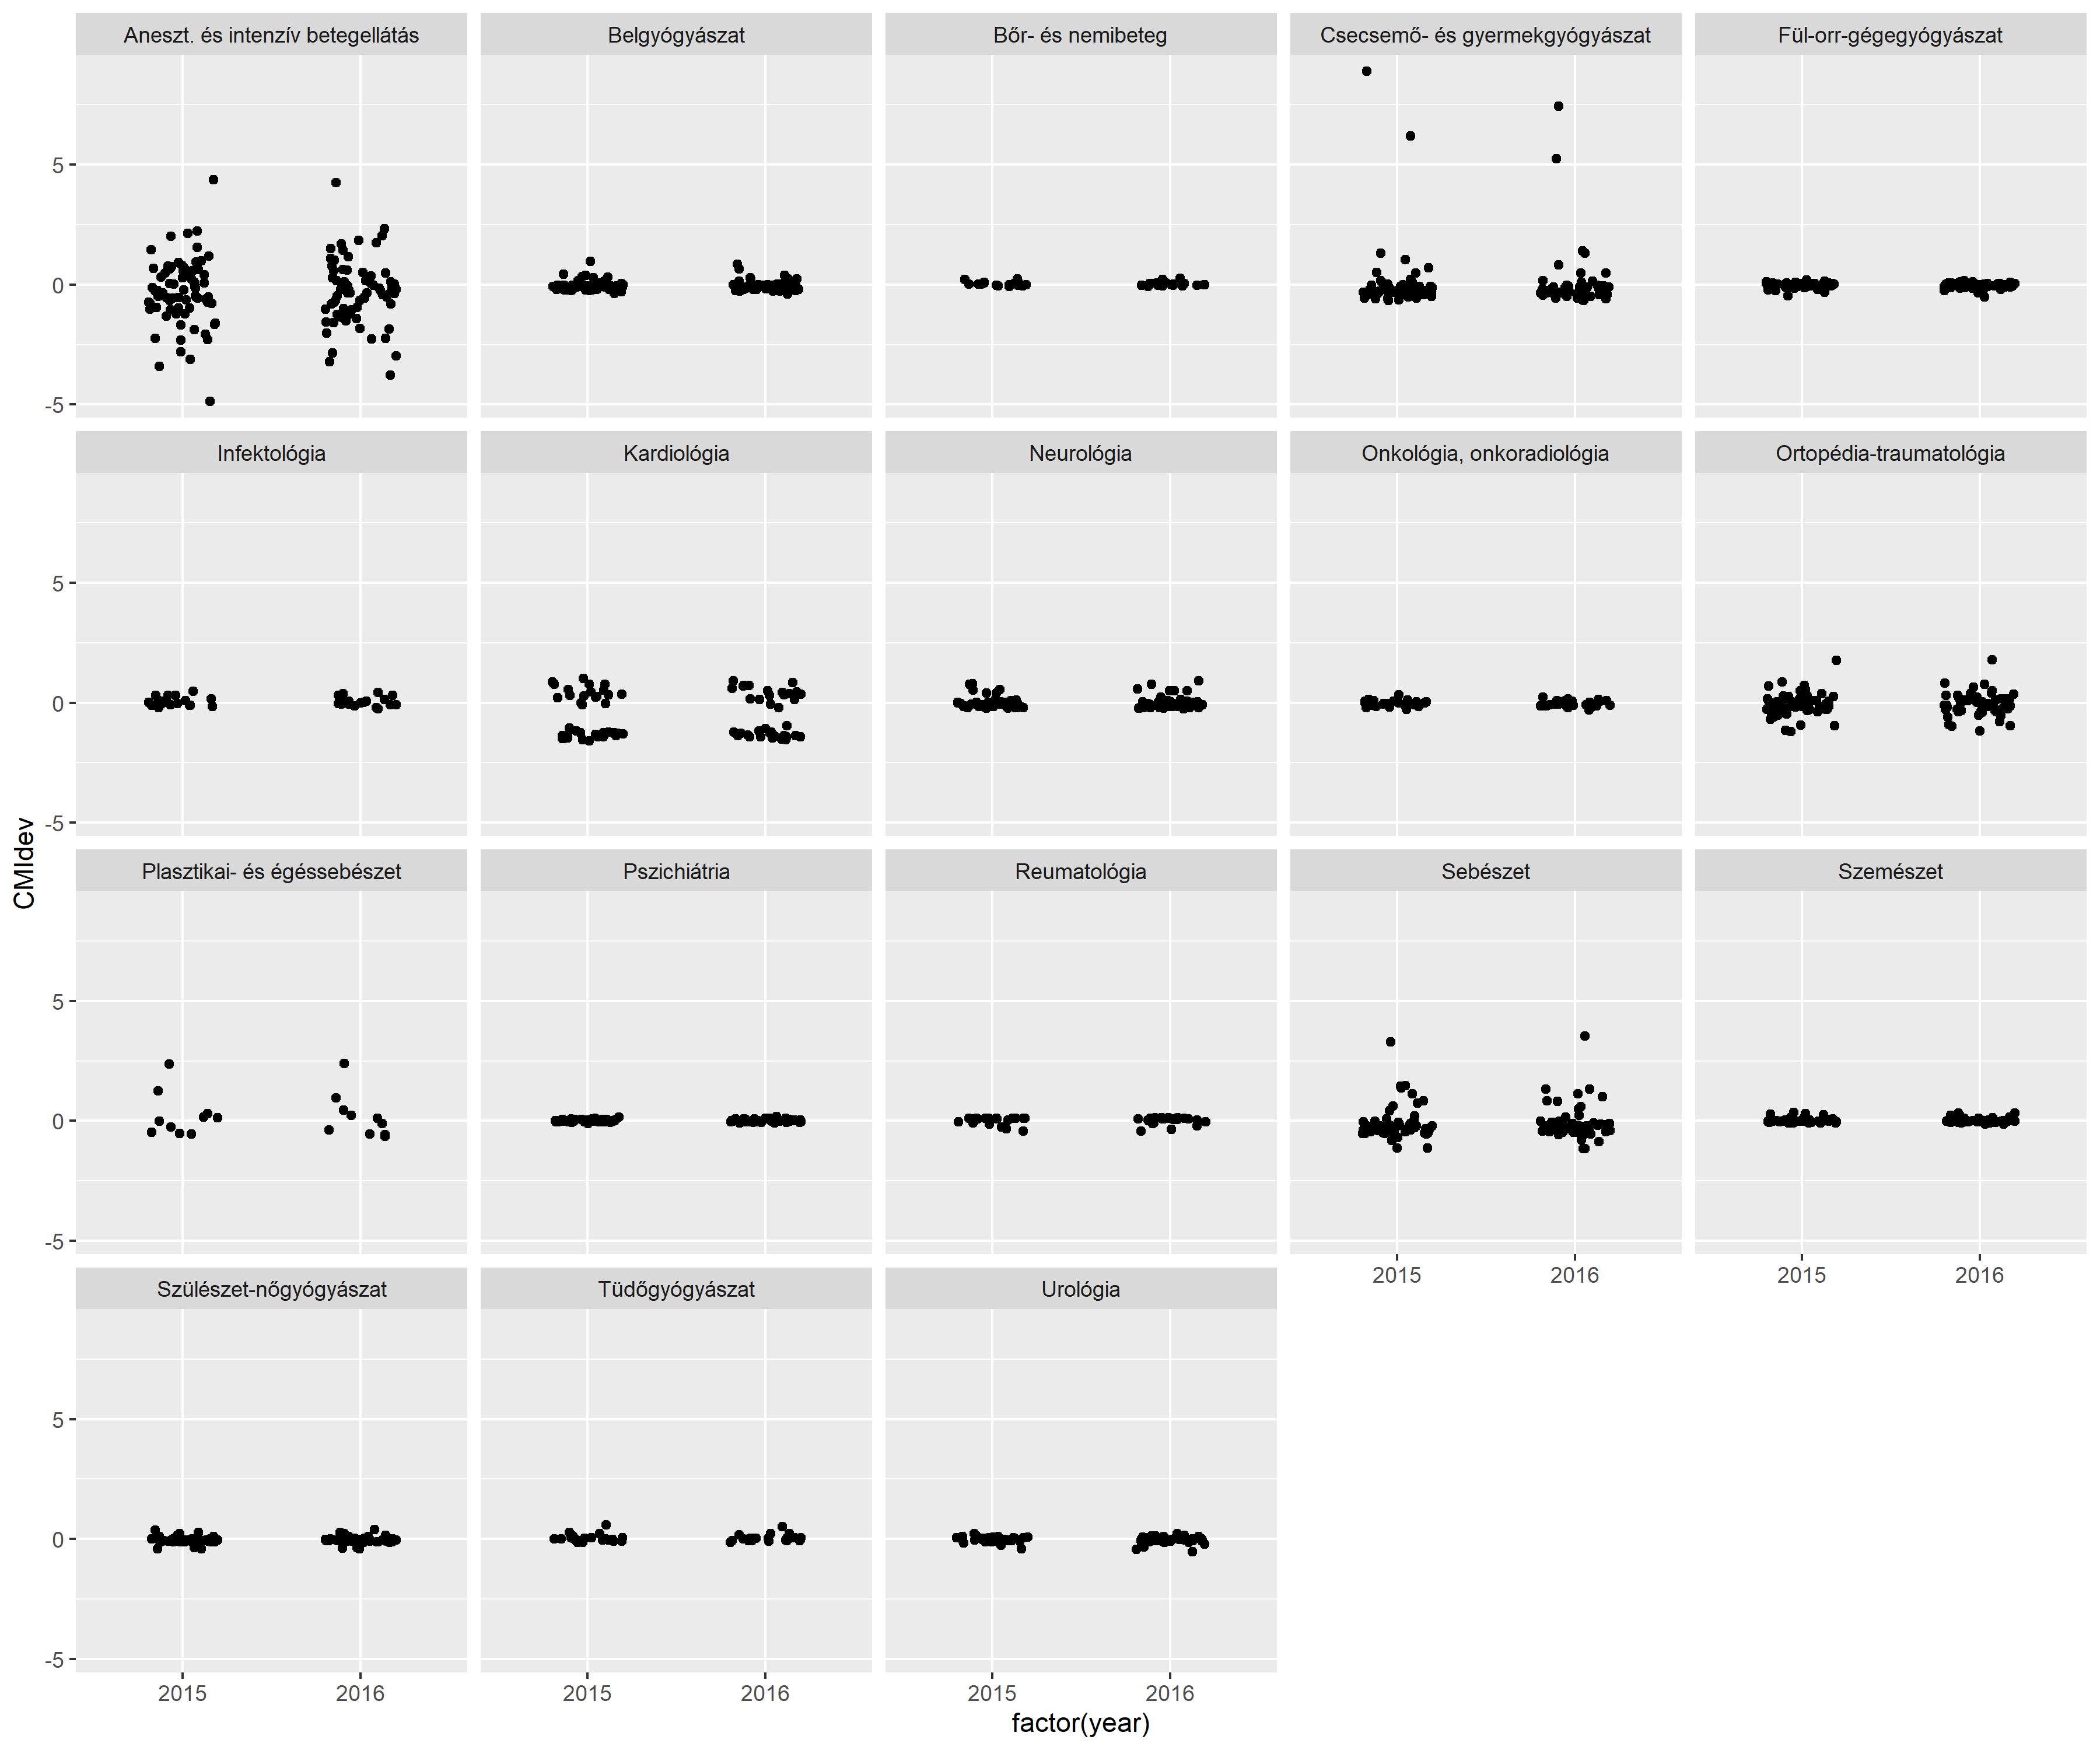 Aneszt. és intenzív betegellátás
Belgyógyászat
Bőr- és nemibeteg
Csecsemő- és gyermekgyógyászat
Fül-orr-gégegyógyászat
5
0
-5
Infektológia
Kardiológia
Neurológia
Onkológia, onkoradiológia
Ortopédia-traumatológia
5
0
-5
CMIdev
Plasztikai- és égéssebészet
Pszichiátria
Reumatológia
Sebészet
Szemészet
5
0
-5
2015 2016
2015 2016
Szülészet-nőgyógyászat
Tüdőgyógyászat
Urológia
5
0
-5
2015 2016
2015 2016
2015 2016
factor(year)